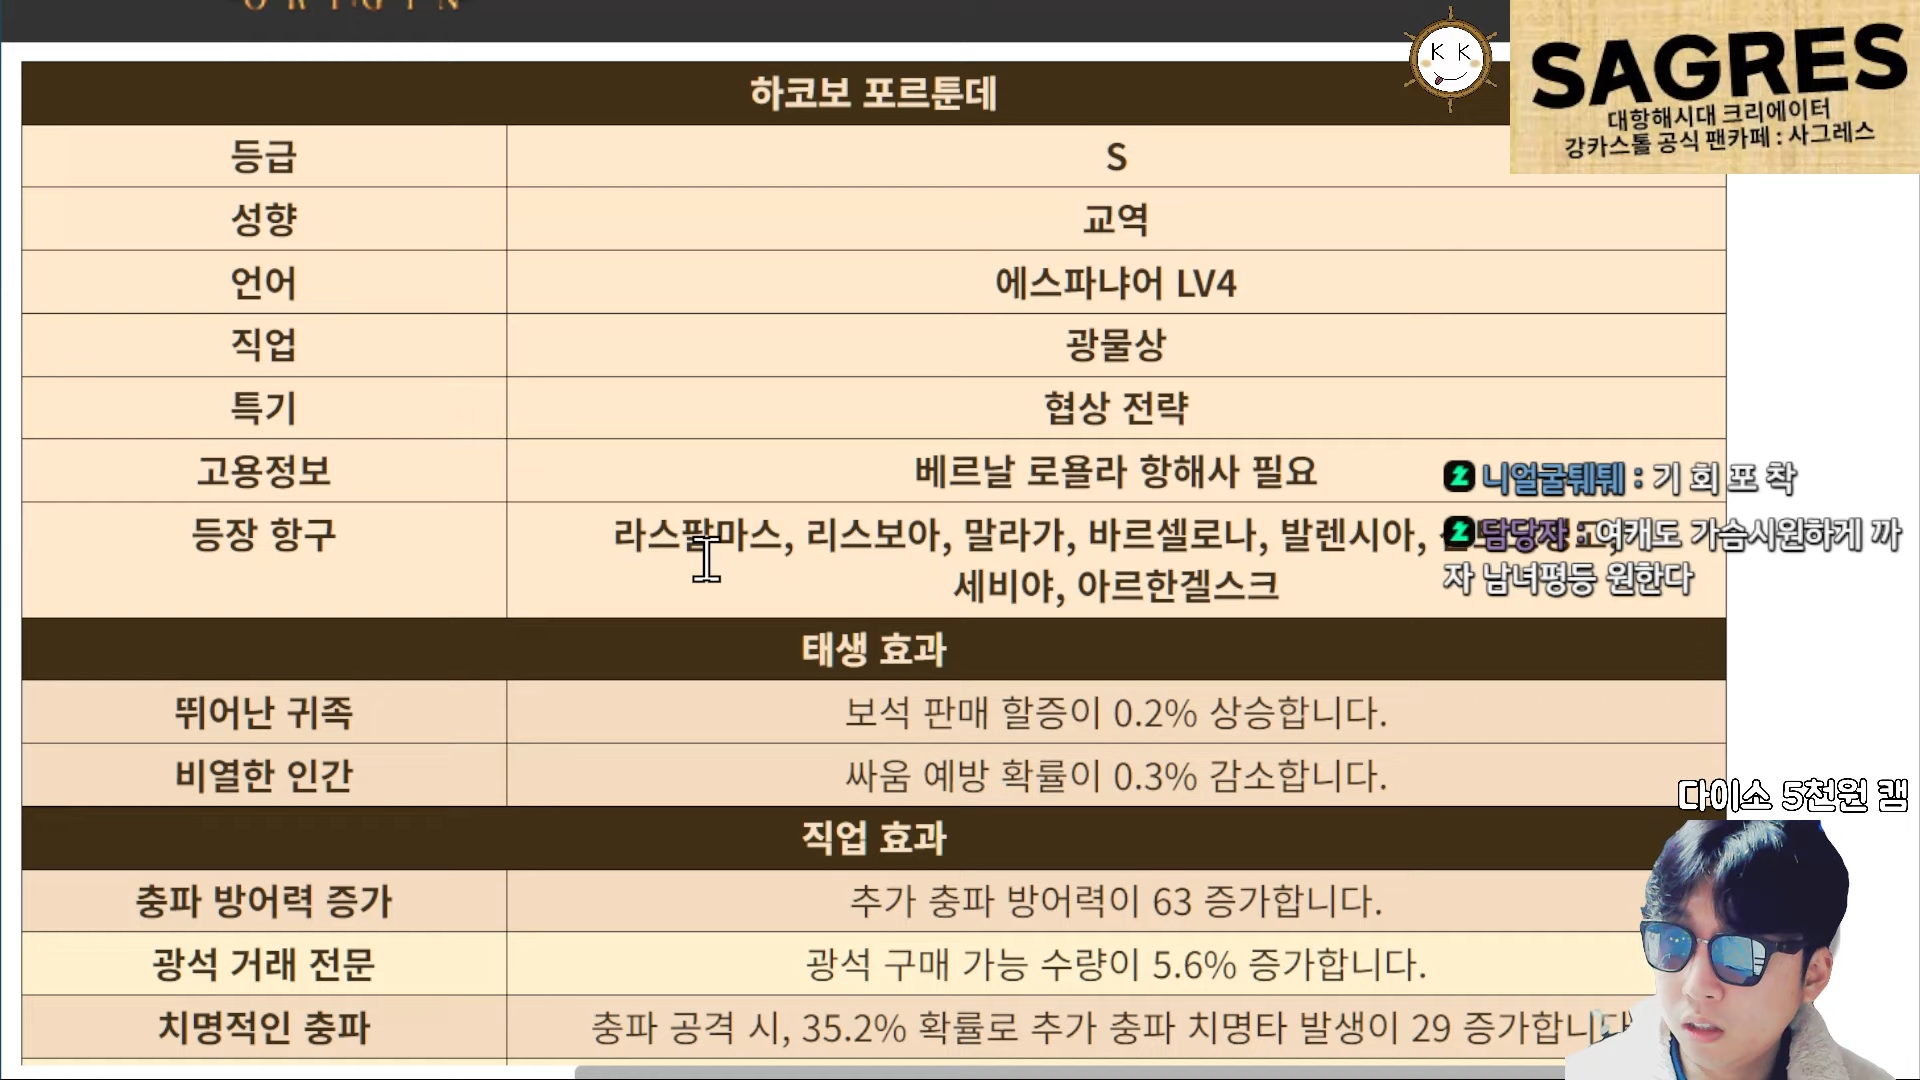 ORIGIN
K K
SAGRES
대항해시대 크리에이터
강카스톨 공식 팬카페 : 사그레스
하코보 포르툰데
등급 S
성향 교역
언어 에스파냐어 LV4
직업 광물상
특기 협상 전략
고용정보 베르날 로욜라 항해사 필요
등장 항구 라스팔마스, 리스보아, 말라가, 바르셀로나, 발렌시아,
세비야, 아르한겔스크
니얼굴퉤퉤 : 기 회 포 착
담당자 : 여캐도 가슴시원하게 까
자 남녀평등 원한다
태생 효과
뛰어난 귀족 보석 판매 할증이 0.2% 상승합니다.
비열한 인간 싸움 예방 확률이 0.3% 감소합니다.
직업 효과
충파 방어력 증가 추가 충파 방어력이 63 증가합니다.
광석 거래 전문 광석 구매 가능 수량이 5.6% 증가합니다.
치명적인 충파 충파 공격 시, 35.2% 확률로 추가 충파 치명타 발생이 29 증가합니다
다이소 5천원 캠